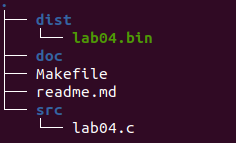 .
dist
lab04.bin
doc
Makefile
readme.md
src
lab04.c